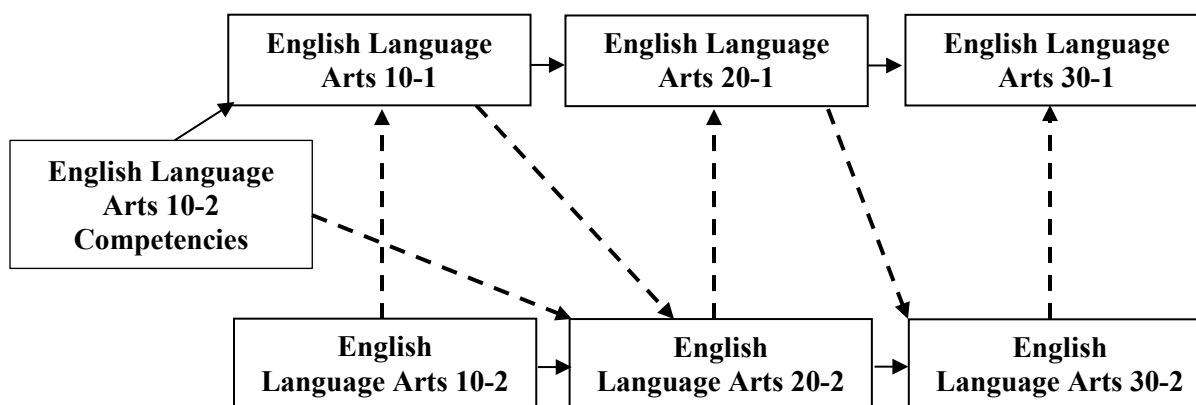 English Language
Arts 10-1
English Language
Arts 20-1
English Language
Arts 30-1
English Language
Arts 10-2
Competencies
English
Language Arts 10-2
English
Language Arts 20-2
English
Language Arts 30-2